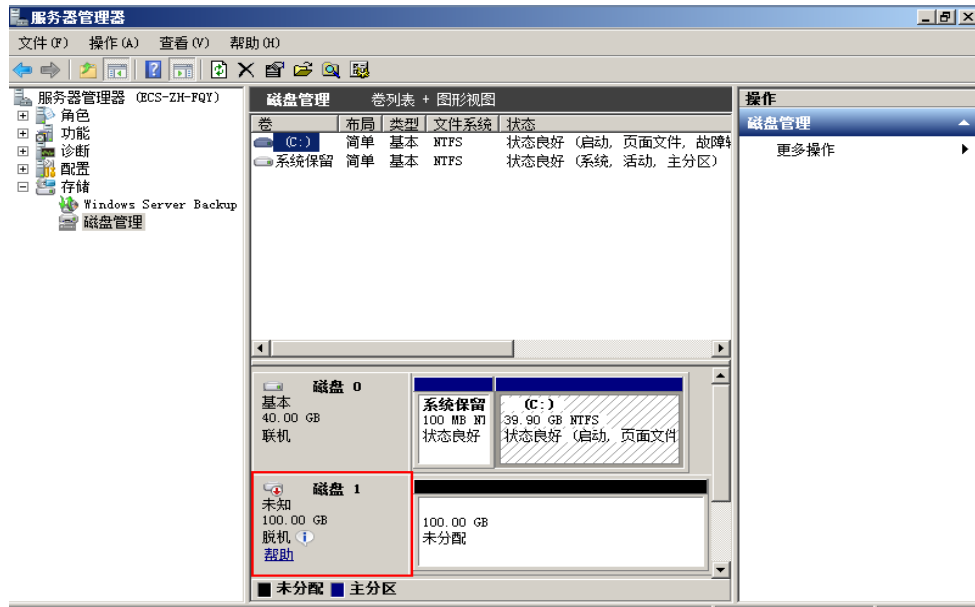 服务器管理器
文件(F) 操作(A) 查看(V) 帮助(H)
服务器管理器 (ECS-ZH-FQY)
角色
功能
诊断
配置
存储
Windows Server Backup
磁盘管理
磁盘管理 卷列表 + 图形视图
卷 布局 类型 文件系统 状态
(C:) 简单 基本 NTFS 状态良好 (启动, 页面文件, 故障
系统保留 简单 基本 NTFS 状态良好 (系统, 活动, 主分区)
磁盘 0
基本
40.00 GB
联机
系统保留
100 MB
状态良好
(C:)
39.90 GB NTFS
状态良好 (启动, 页面文件
磁盘 1
未知
100.00 GB
脱机
帮助
100.00 GB
未分配
未分配 主分区
操作
磁盘管理
更多操作